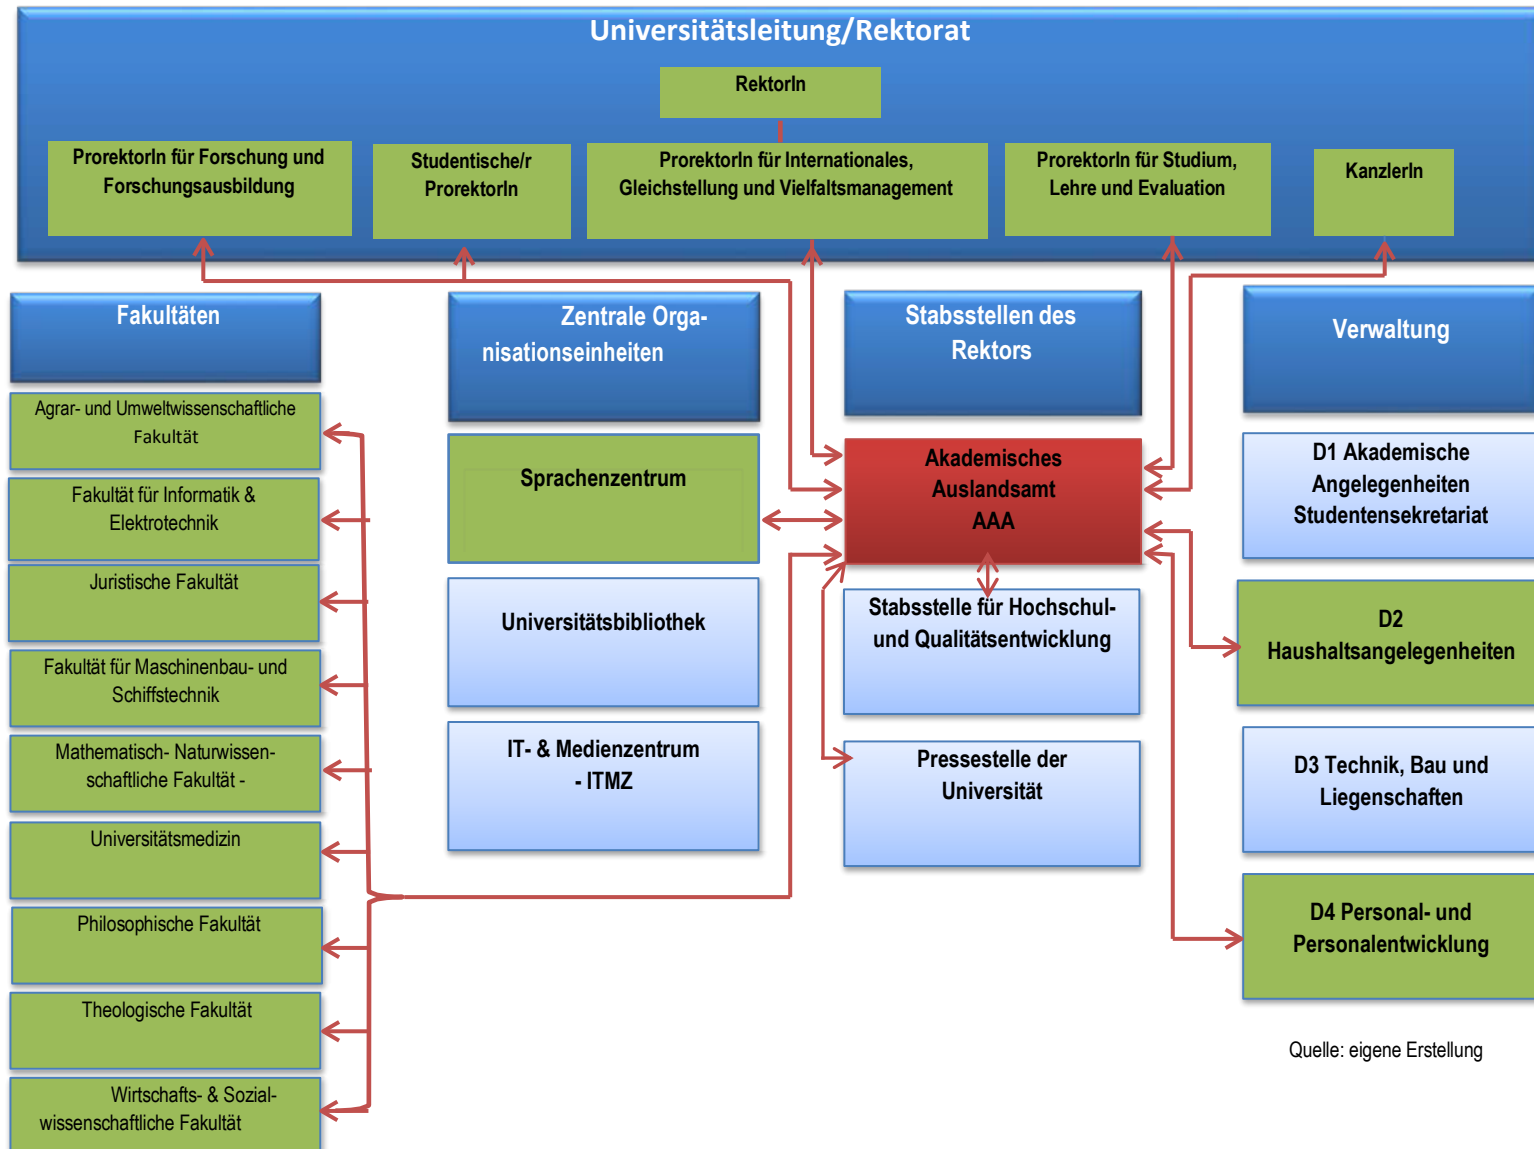 Universitätsleitung/Rektorat
RektorIn
ProrektorIn für Forschung und
Forschungsausbildung
Studentische/r
ProrektorIn
ProrektorIn für Internationales,
Gleichstellung und Vielfaltsmanagement
ProrektorIn für Studium,
Lehre und Evaluation
KanzlerIn
Fakultäten
Agrar- und Umweltwissenschaftliche
Fakultät
Fakultät für Informatik &
Elektrotechnik
Juristische Fakultät
Fakultät für Maschinenbau- und
Schiffstechnik
Mathematisch- Naturwissen-
schaftliche Fakultät -
Universitätsmedizin
Philosophische Fakultät
Theologische Fakultät
Wirtschafts- & Sozial-
wissenschaftliche Fakultät
Zentrale Orga-
nisationseinheiten
Sprachenzentrum
Universitätsbibliothek
IT- & Medienzentrum
- ITMZ
Stabsstellen des
Rektors
Akademisches
Auslandsamt
AAA
Stabsstelle für Hochschul-
und Qualitätsentwicklung
Pressestelle der
Universität
Verwaltung
D1 Akademische
Angelegenheiten
Studentensekretariat
D2
Haushaltsangelegenheiten
D3 Technik, Bau und
Liegenschaften
D4 Personal- und
Personalentwicklung
Quelle: eigene Erstellung